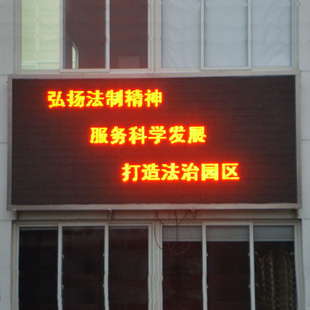 弘扬法制精神
服务科学发展
打造法治园区